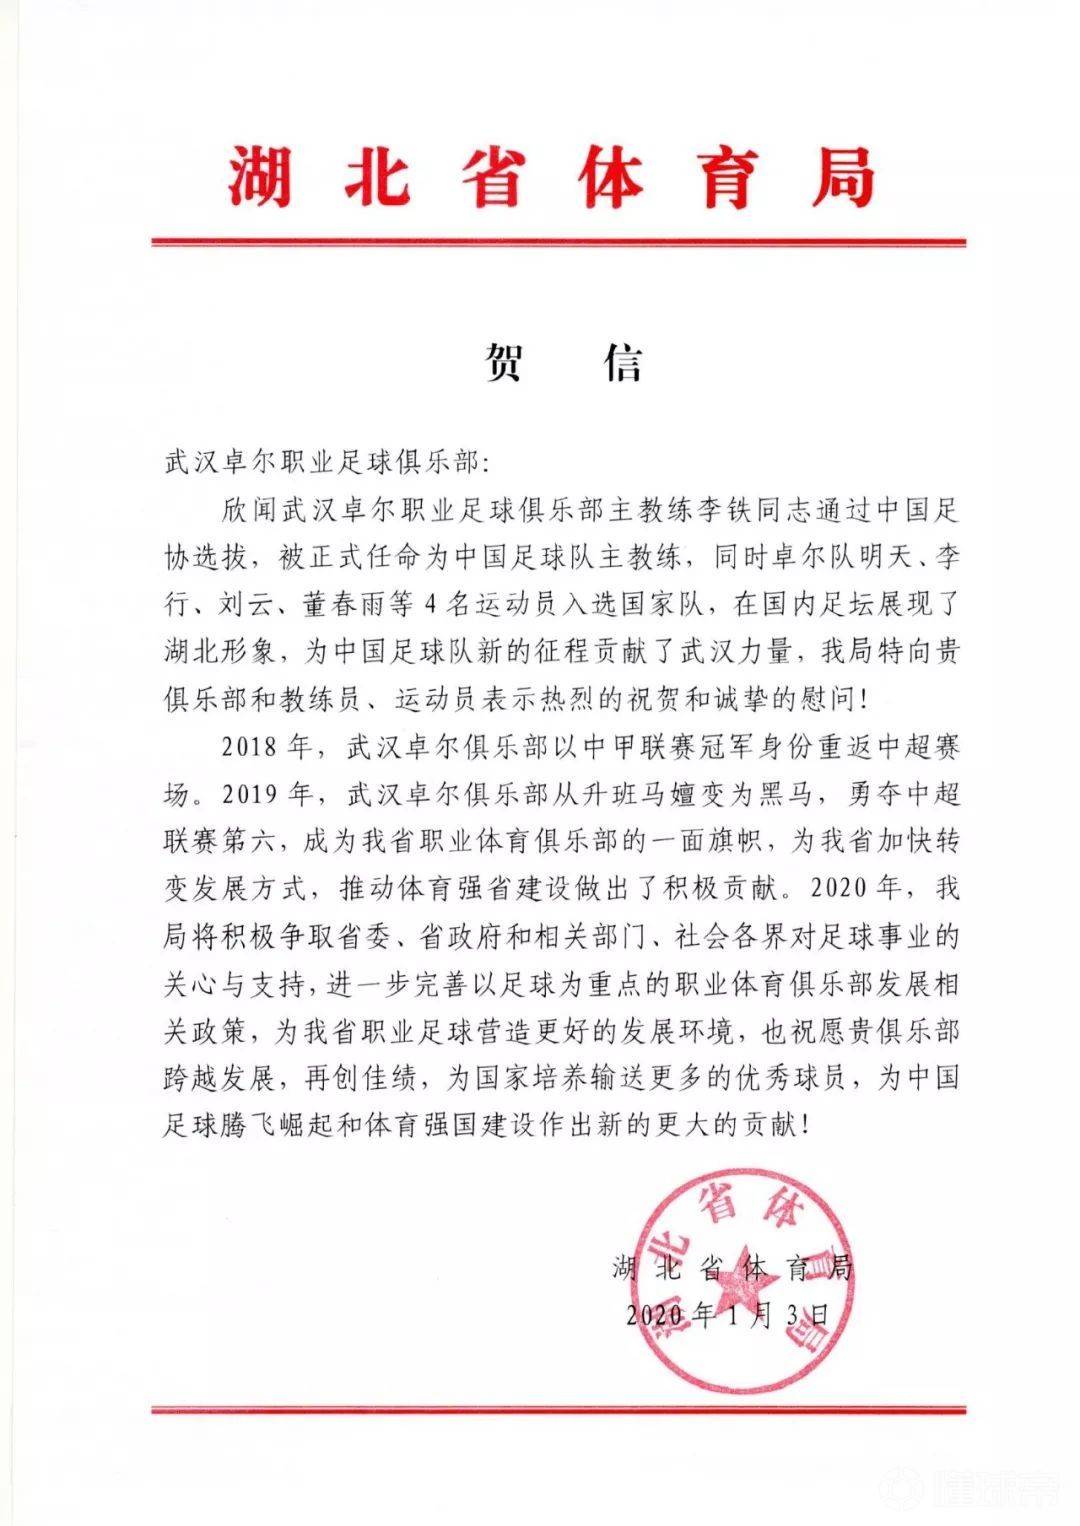 湖北省体育局
贺信
武汉卓尔职业足球俱乐部:
欣闻武汉卓尔职业足球俱乐部主教练李铁同志通过中国足
协选拔，被正式任命为中国足球队主教练，同时卓尔队明天、李
行、刘云、董春雨等4名运动员入选国家队，在国内足坛展现了
湖北形象，为中国足球队新的征程贡献了武汉力量，我局特向贵
俱乐部和教练员、运动员表示热烈的祝贺和诚挚的慰问！
2018年，武汉卓尔俱乐部以中甲联赛冠军身份重返中超赛
场。2019年，武汉卓尔俱乐部从升班马嬗变为黑马，勇夺中超
联赛第六，成为我省职业体育俱乐部的一面旗帜，为我省加快转
变发展方式，推动体育强省建设做出了积极贡献。2020年，我
局将积极争取省委、省政府和相关部门、社会各界对足球事业的
关心与支持，进一步完善以足球为重点的职业体育俱乐部发展相
关政策，为我省职业足球营造更好的发展环境，也祝愿贵俱乐部
跨越发展，再创佳绩，为国家培养输送更多的优秀球员，为中国
足球腾飞崛起和体育强国建设作出新的更大的贡献！
湖北省体育局
湖北省体育局
2020年1月3日
懂球帝